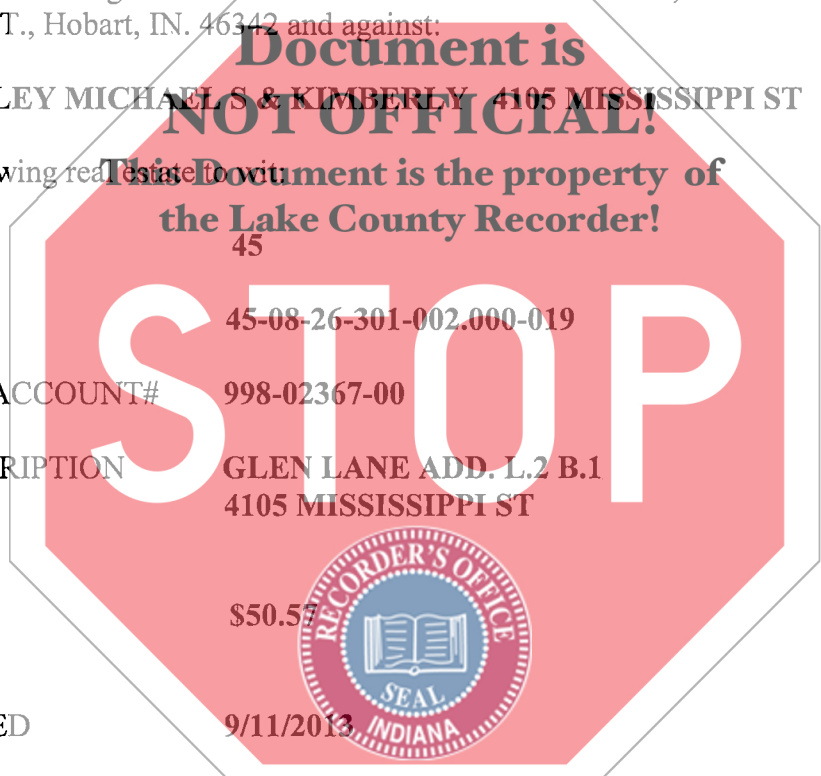 T., Hobart, IN. 46342 and against:
Document is
LEY MICHAEL S & KIMBERLY 4105 MISSISSIPPI ST
NOT OFFICIAL!
wing real estate to wit:
This Document is the property of
the Lake County Recorder!
45
STOP
45-08-26-301-002.000-019
ACCOUNT# 998-02367-00
RIPTION GLEN LANE ADD. L.2 B.1
4105 MISSISSIPPI ST
RECORDER'S OFFICE
$50.57
SEAL
INDIANA
ED 9/11/2013